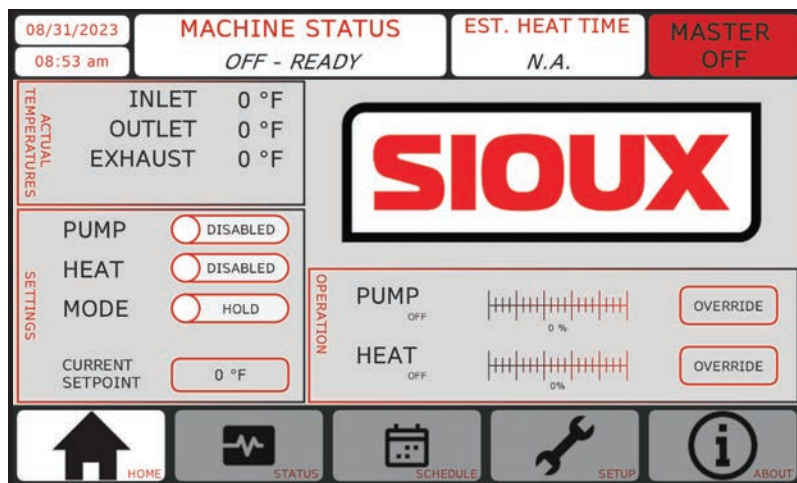 08/31/2023
08:53 am
MACHINE STATUS
OFF - READY
EST. HEAT TIME
N.A.
MASTER
OFF
ACTUAL
TEMPERATURES
INLET 0 °F
OUTLET 0 °F
EXHAUST 0 °F
SIOUX
SETTINGS
PUMP DISABLED
HEAT DISABLED
MODE HOLD
CURRENT
SETPOINT
0 °F
OPERATION
PUMP
OFF
0 %
OVERRIDE
HEAT
OFF
0%
OVERRIDE
HOME
STATUS
SCHEDULE
SETUP
ABOUT